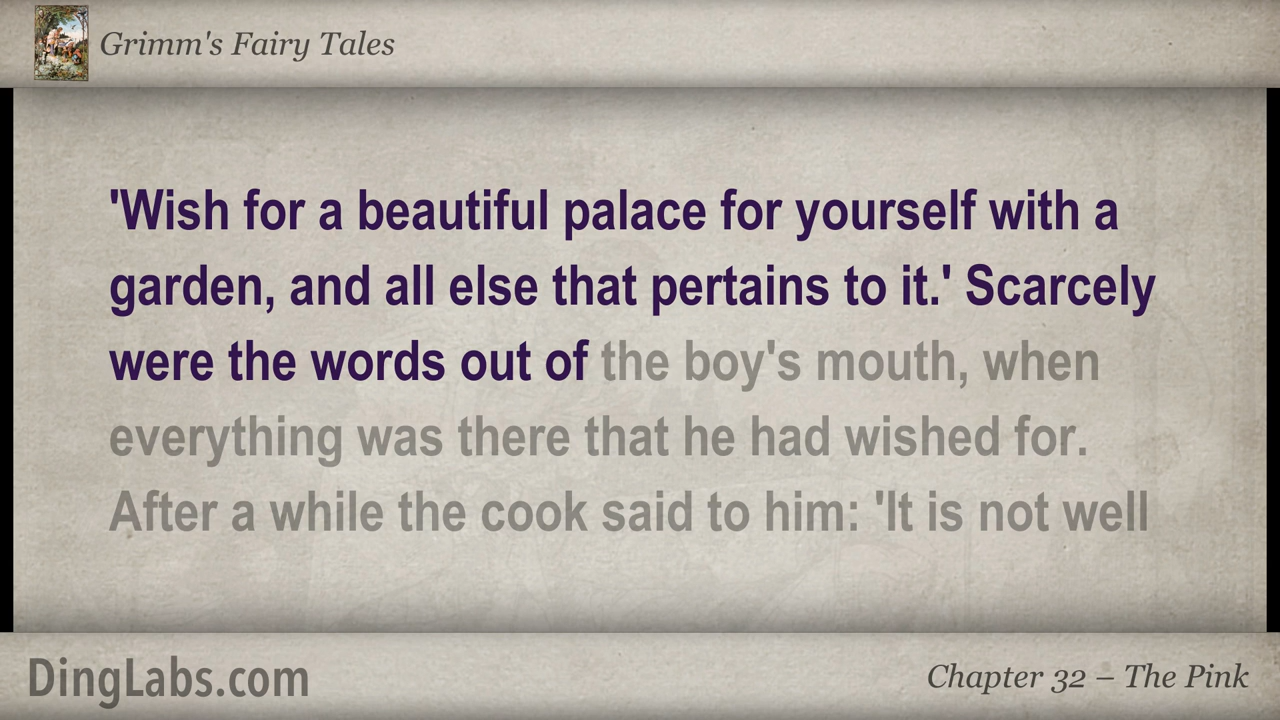 Grimm's Fairy Tales
'Wish for a beautiful palace for yourself with a
garden, and all else that pertains to it.' Scarcely
were the words out of the boy's mouth, when
everything was there that he had wished for.
After a while the cook said to him: 'It is not well
DingLabs.com
Chapter 32 – The Pink